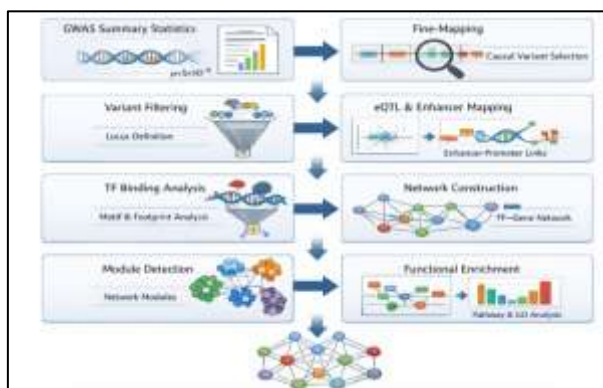 GWAS Summary Statistics
Fine-Mapping
Causal Variant Selection
Variant Filtering
Locus Definition
eQTL & Enhancer Mapping
Enhancer-Promoter Links
TF Binding Analysis
Motif & Footprint Analysis
Network Construction
TF–Gene Network
Module Detection
Network Modules
Functional Enrichment
Pathway & GO Analysis